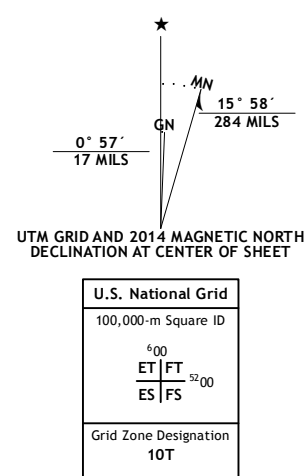 ★
MN
GN
15° 58´
284 MILS
0° 57´
17 MILS
UTM GRID AND 2014 MAGNETIC NORTH
DECLINATION AT CENTER OF SHEET
U.S. National Grid
100,000-m Square ID
600
ET FT
5200
ES FS
Grid Zone Designation
10T